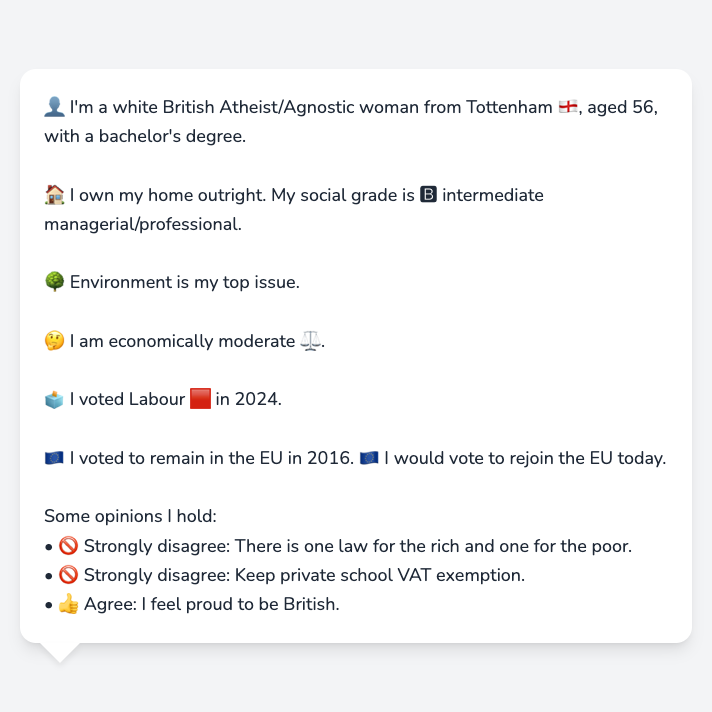 👤 I'm a white British Atheist/Agnostic woman from Tottenham 🏴󠁧󠁢󠁥󠁮󠁧󠁿, aged 56,
with a bachelor's degree.
🏠 I own my home outright. My social grade is 🅱 intermediate
managerial/professional.
🌳 Environment is my top issue.
🤔 I am economically moderate ⚖️.
🗳️ I voted Labour 🟥 in 2024.
🇪🇺 I voted to remain in the EU in 2016. 🇪🇺 I would vote to rejoin the EU today.
Some opinions I hold:
• 🚫 Strongly disagree: There is one law for the rich and one for the poor.
• 🚫 Strongly disagree: Keep private school VAT exemption.
• 👍 Agree: I feel proud to be British.